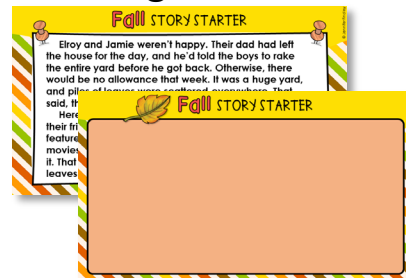 Fall STORY STARTER
Elroy and Jamie weren't happy. Their dad had left
the house for the day, and he'd told the boys to rake
the entire yard before he got back. Otherwise, there
would be no allowance that week. It was a huge yard,
and piles of leaves were scattered everywhere. That
said, th
Here
their fri
feature
movies
it. That
leaves
Fall STORY STARTER